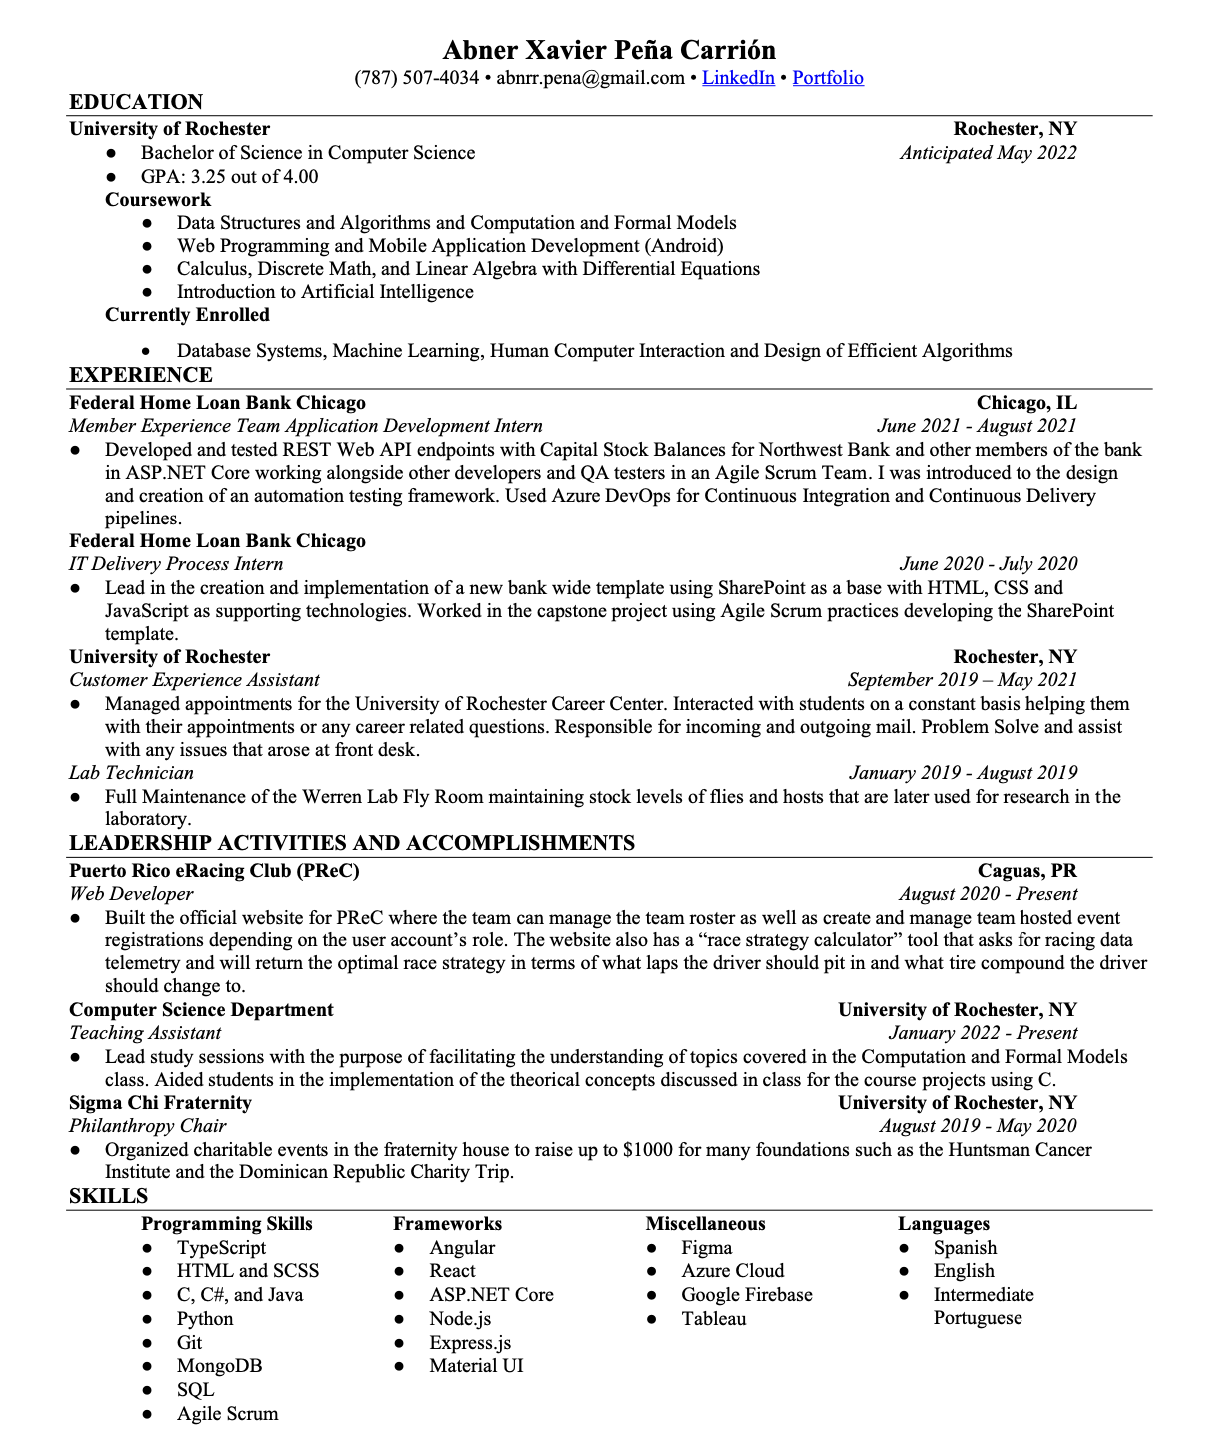 Abner Xavier Peña Carrión
(787) 507-4034 • abnrr.pena@gmail.com • LinkedIn • Portfolio
EDUCATION
University of Rochester Rochester, NY
● Bachelor of Science in Computer Science Anticipated May 2022
● GPA: 3.25 out of 4.00
Coursework
● Data Structures and Algorithms and Computation and Formal Models
● Web Programming and Mobile Application Development (Android)
● Calculus, Discrete Math, and Linear Algebra with Differential Equations
● Introduction to Artificial Intelligence
Currently Enrolled
● Database Systems, Machine Learning, Human Computer Interaction and Design of Efficient Algorithms
EXPERIENCE
Federal Home Loan Bank Chicago Chicago, IL
Member Experience Team Application Development Intern June 2021 - August 2021
● Developed and tested REST Web API endpoints with Capital Stock Balances for Northwest Bank and other members of the bank
in ASP.NET Core working alongside other developers and QA testers in an Agile Scrum Team. I was introduced to the design
and creation of an automation testing framework. Used Azure DevOps for Continuous Integration and Continuous Delivery
pipelines.
Federal Home Loan Bank Chicago
IT Delivery Process Intern June 2020 - July 2020
● Lead in the creation and implementation of a new bank wide template using SharePoint as a base with HTML, CSS and
JavaScript as supporting technologies. Worked in the capstone project using Agile Scrum practices developing the SharePoint
template.
University of Rochester Rochester, NY
Customer Experience Assistant September 2019 – May 2021
● Managed appointments for the University of Rochester Career Center. Interacted with students on a constant basis helping them
with their appointments or any career related questions. Responsible for incoming and outgoing mail. Problem Solve and assist
with any issues that arose at front desk.
Lab Technician January 2019 - August 2019
● Full Maintenance of the Werren Lab Fly Room maintaining stock levels of flies and hosts that are later used for research in the
laboratory.
LEADERSHIP ACTIVITIES AND ACCOMPLISHMENTS
Puerto Rico eRacing Club (PReC) Caguas, PR
Web Developer August 2020 - Present
● Built the official website for PReC where the team can manage the team roster as well as create and manage team hosted event
registrations depending on the user account’s role. The website also has a “race strategy calculator” tool that asks for racing data
telemetry and will return the optimal race strategy in terms of what laps the driver should pit in and what tire compound the driver
should change to.
Computer Science Department University of Rochester, NY
Teaching Assistant January 2022 - Present
● Lead study sessions with the purpose of facilitating the understanding of topics covered in the Computation and Formal Models
class. Aided students in the implementation of the theorical concepts discussed in class for the course projects using C.
Sigma Chi Fraternity University of Rochester, NY
Philanthropy Chair August 2019 - May 2020
● Organized charitable events in the fraternity house to raise up to $1000 for many foundations such as the Huntsman Cancer
Institute and the Dominican Republic Charity Trip.
SKILLS
Programming Skills Frameworks Miscellaneous Languages
● TypeScript ● Angular ● Figma ● Spanish
● HTML and SCSS ● React ● Azure Cloud ● English
● C, C#, and Java ● ASP.NET Core ● Google Firebase ● Intermediate
● Python ● Node.js ● Tableau Portuguese
● Git ● Express.js
● MongoDB ● Material UI
● SQL
● Agile Scrum